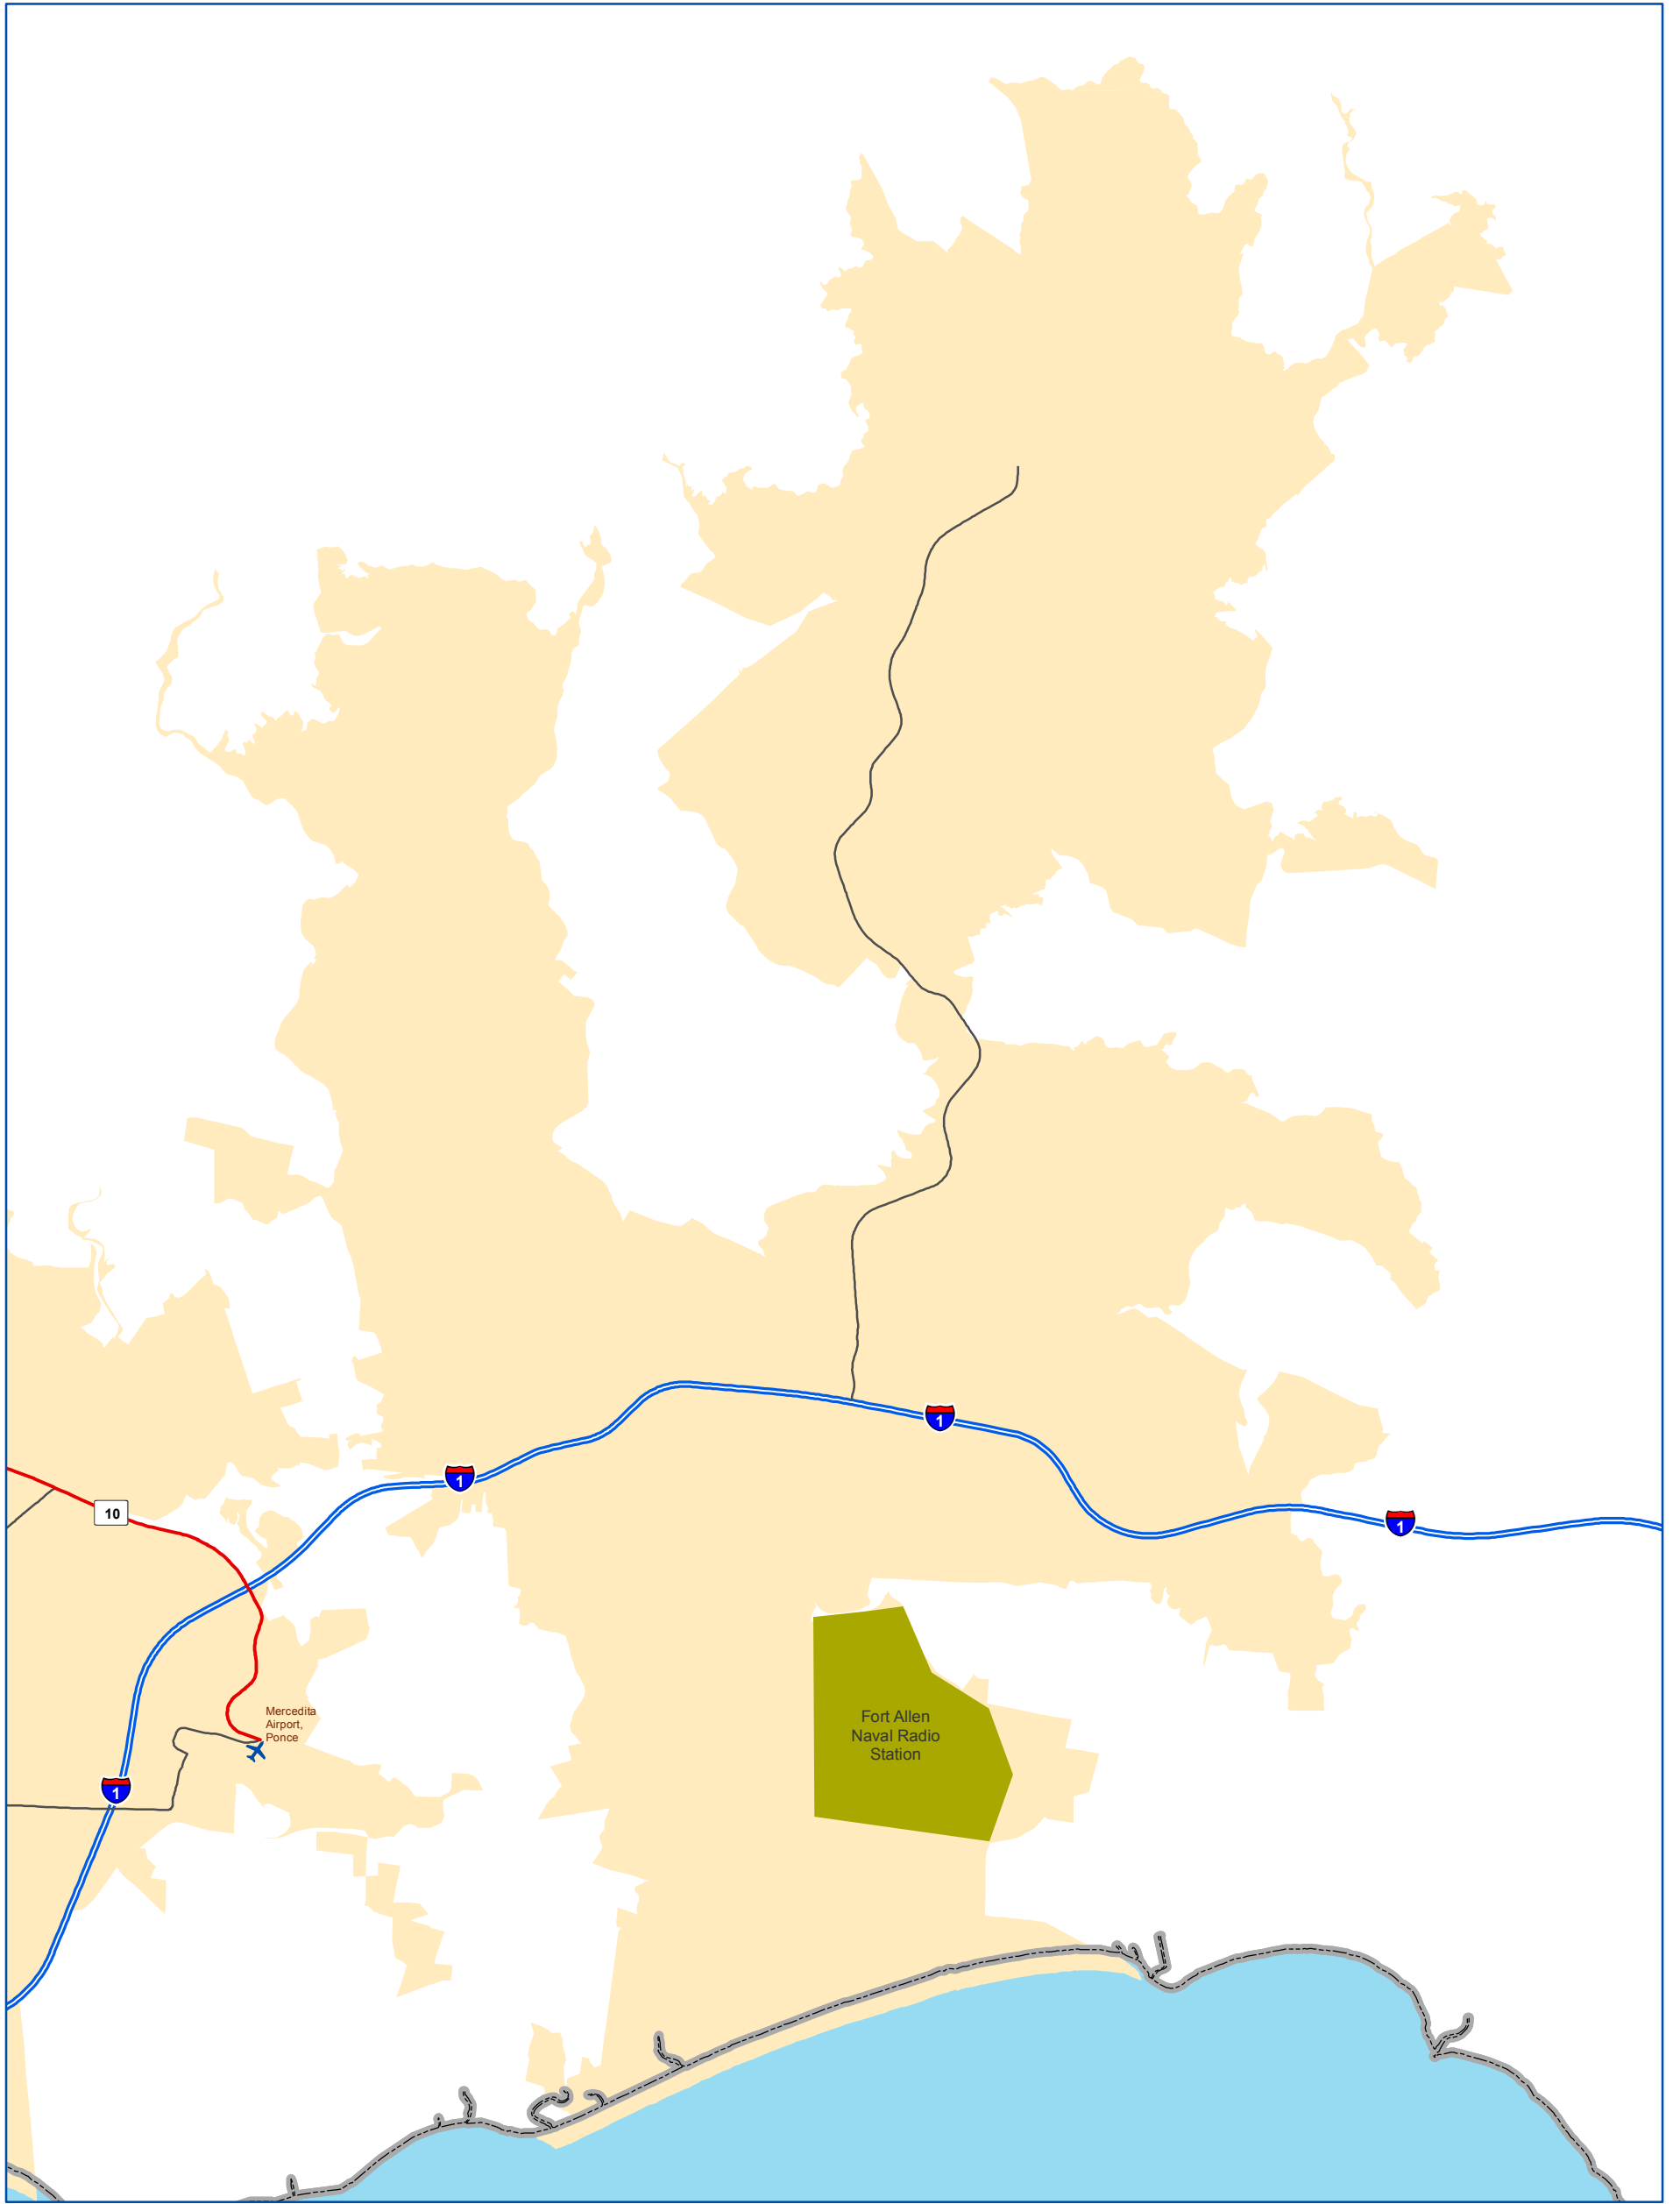 1
1
10
1
Mercedita
Airport,
Ponce
Fort Allen
Naval Radio
Station
1